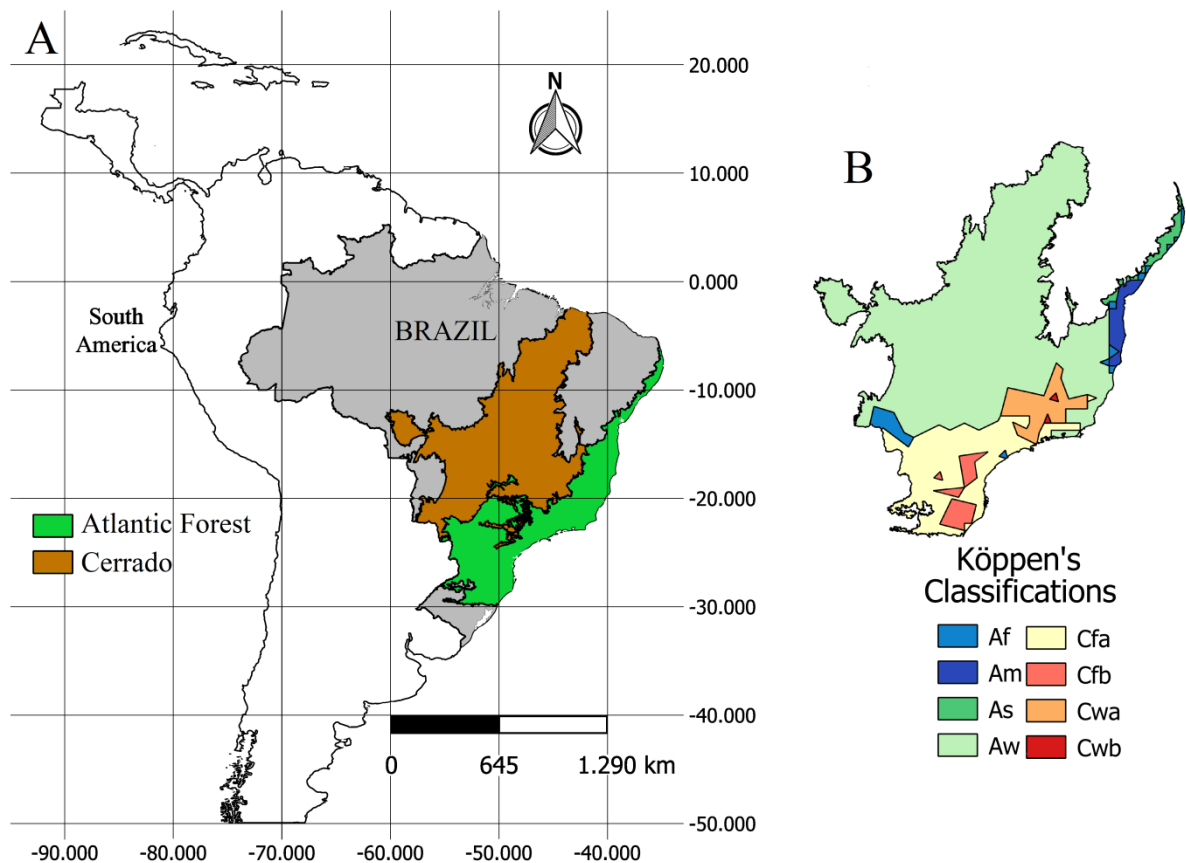 A
N
20.000
10.000
0.000
-10.000
-20.000
-30.000
-40.000
-50.000
South
America
BRAZIL
Atlantic Forest
Cerrado
0
645
1.290 km
-90.000
-80.000
-70.000
-60.000
-50.000
-40.000
B
Köppen's
Classifications
Af
Cfa
Am
Cfb
As
Cwa
Aw
Cwb